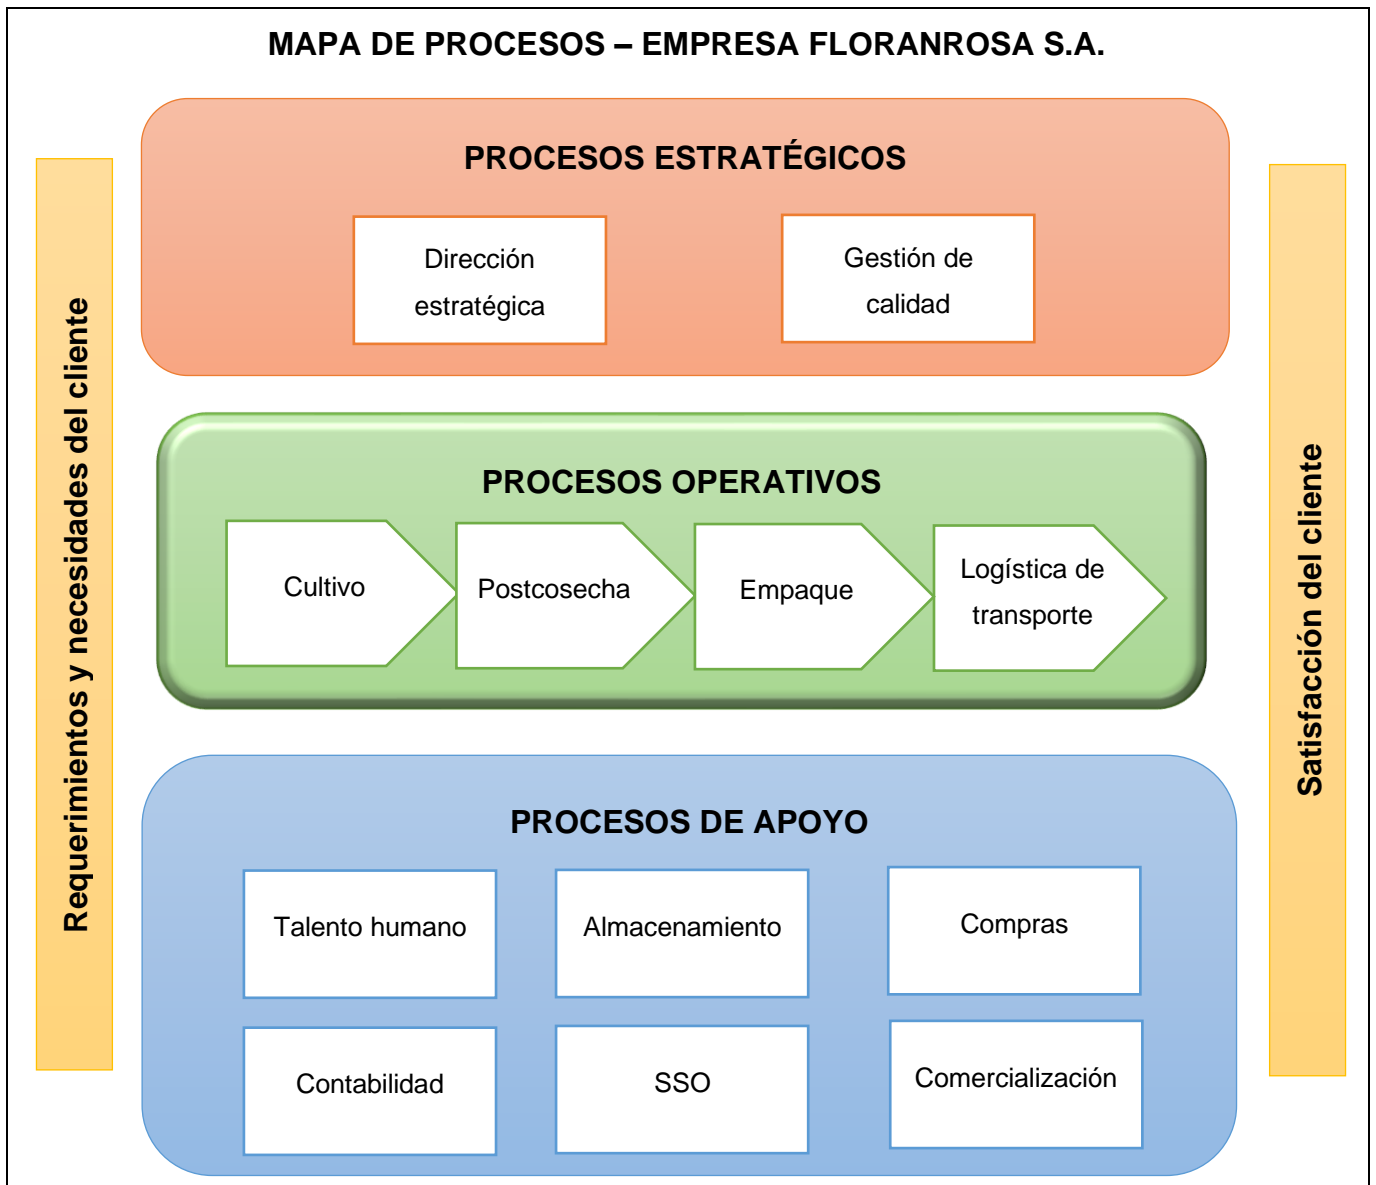 MAPA DE PROCESOS – EMPRESA FLORANROSA S.A.
Requerimientos y necesidades del cliente
PROCESOS ESTRATÉGICOS
Dirección
estratégica
Gestión de
calidad
PROCESOS OPERATIVOS
Cultivo
Postcosecha
Empaque
Logística de
transporte
PROCESOS DE APOYO
Talento humano
Almacenamiento
Compras
Contabilidad
SSO
Comercialización
Satisfacción del cliente